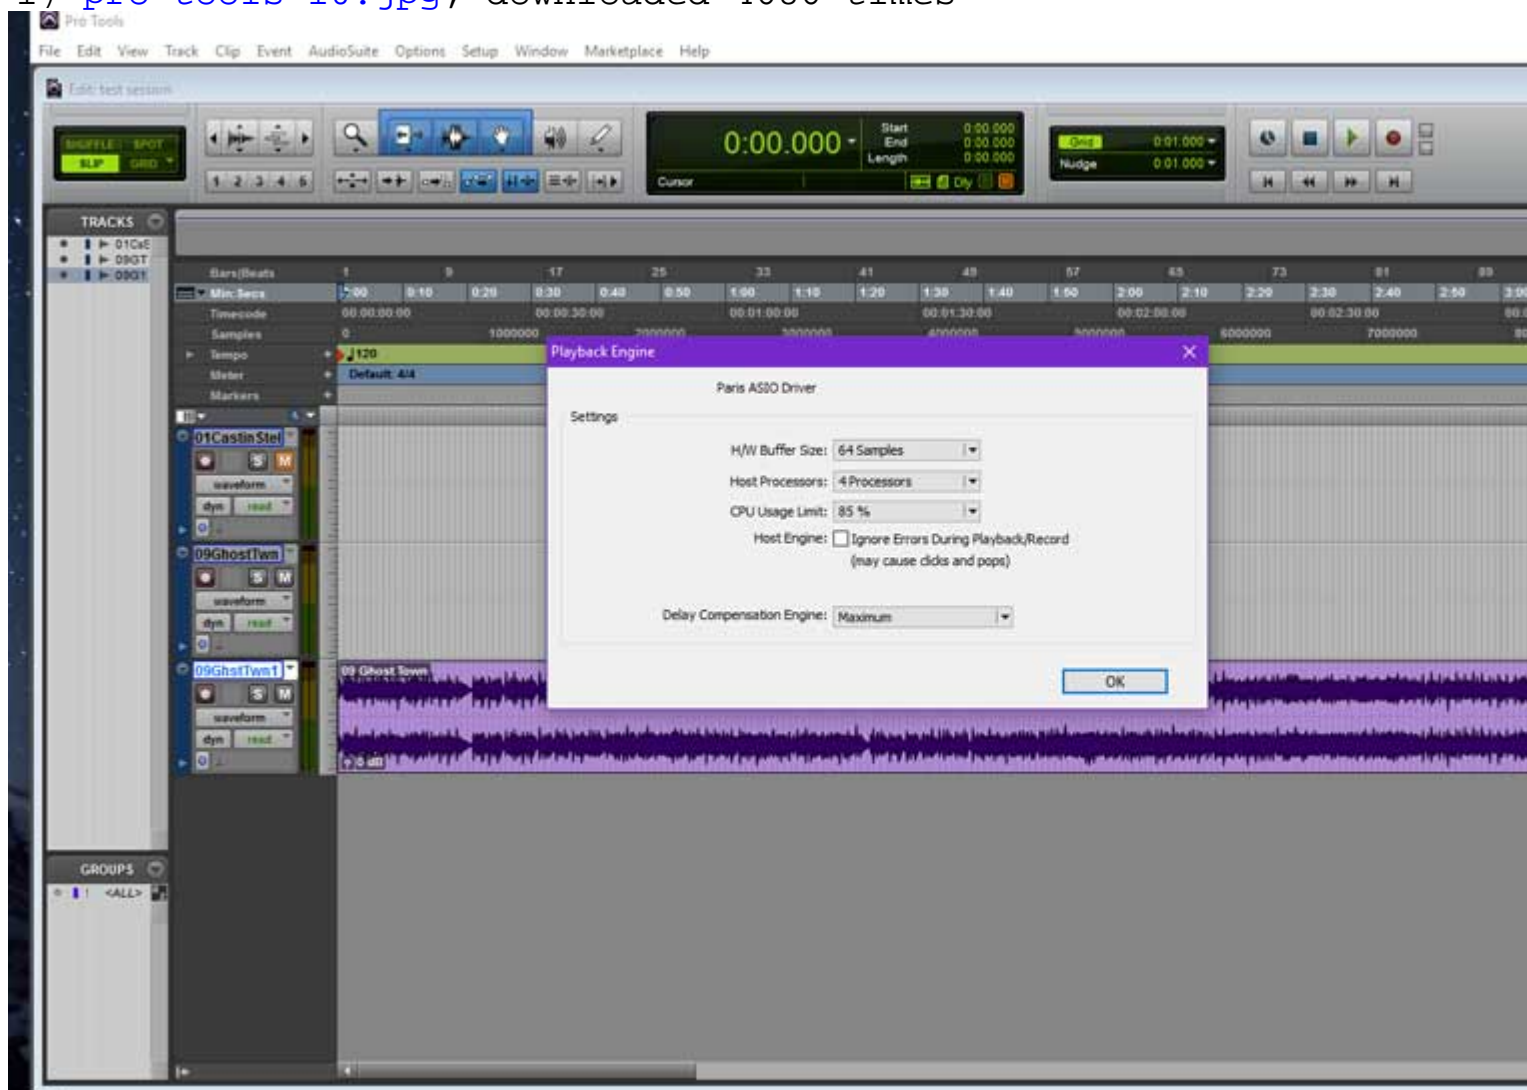 Pro Tools
File Edit View Track Clip Event AudioSuite Options Setup Window Marketplace Help
Edit: test session
SHUFFLE SPOT
SLIP GRID
1 2 3 4 5
0:00.000
Start 0:00.000
End 0:00.000
Length 0:00.000
Cursor
Dly
Grid 0:01.000
Nudge 0:01.000
TRACKS
01CaS
09GT
09GT
Bars|Beats 1 9 17 25 33 41 49 57 65 73 81 89
Min:Secs 0:00 0:10 0:20 0:30 0:40 0:50 1:00 1:10 1:20 1:30 1:40 1:50 2:00 2:10 2:20 2:30 2:40 2:50 3:00
Timecode 00:00:00:00 00:00:30:00 00:01:00:00 00:01:30:00 00:02:00:00 00:02:30:00
Samples 0 1000000 2000000 3000000 4000000 5000000 6000000 7000000
Tempo 120
Meter Default: 4/4
Markers
Playback Engine
Paris ASIO Driver
Settings
H/W Buffer Size: 64 Samples
Host Processors: 4 Processors
CPU Usage Limit: 85 %
Host Engine: Ignore Errors During Playback/Record
(may cause clicks and pops)
Delay Compensation Engine: Maximum
OK
01CastinStel
S M
waveform
dyn read
09GhostTwn
S M
waveform
dyn read
09GhstTwn1
S M
waveform
dyn read
09 Ghost Town
0 dB
GROUPS
! <ALL>